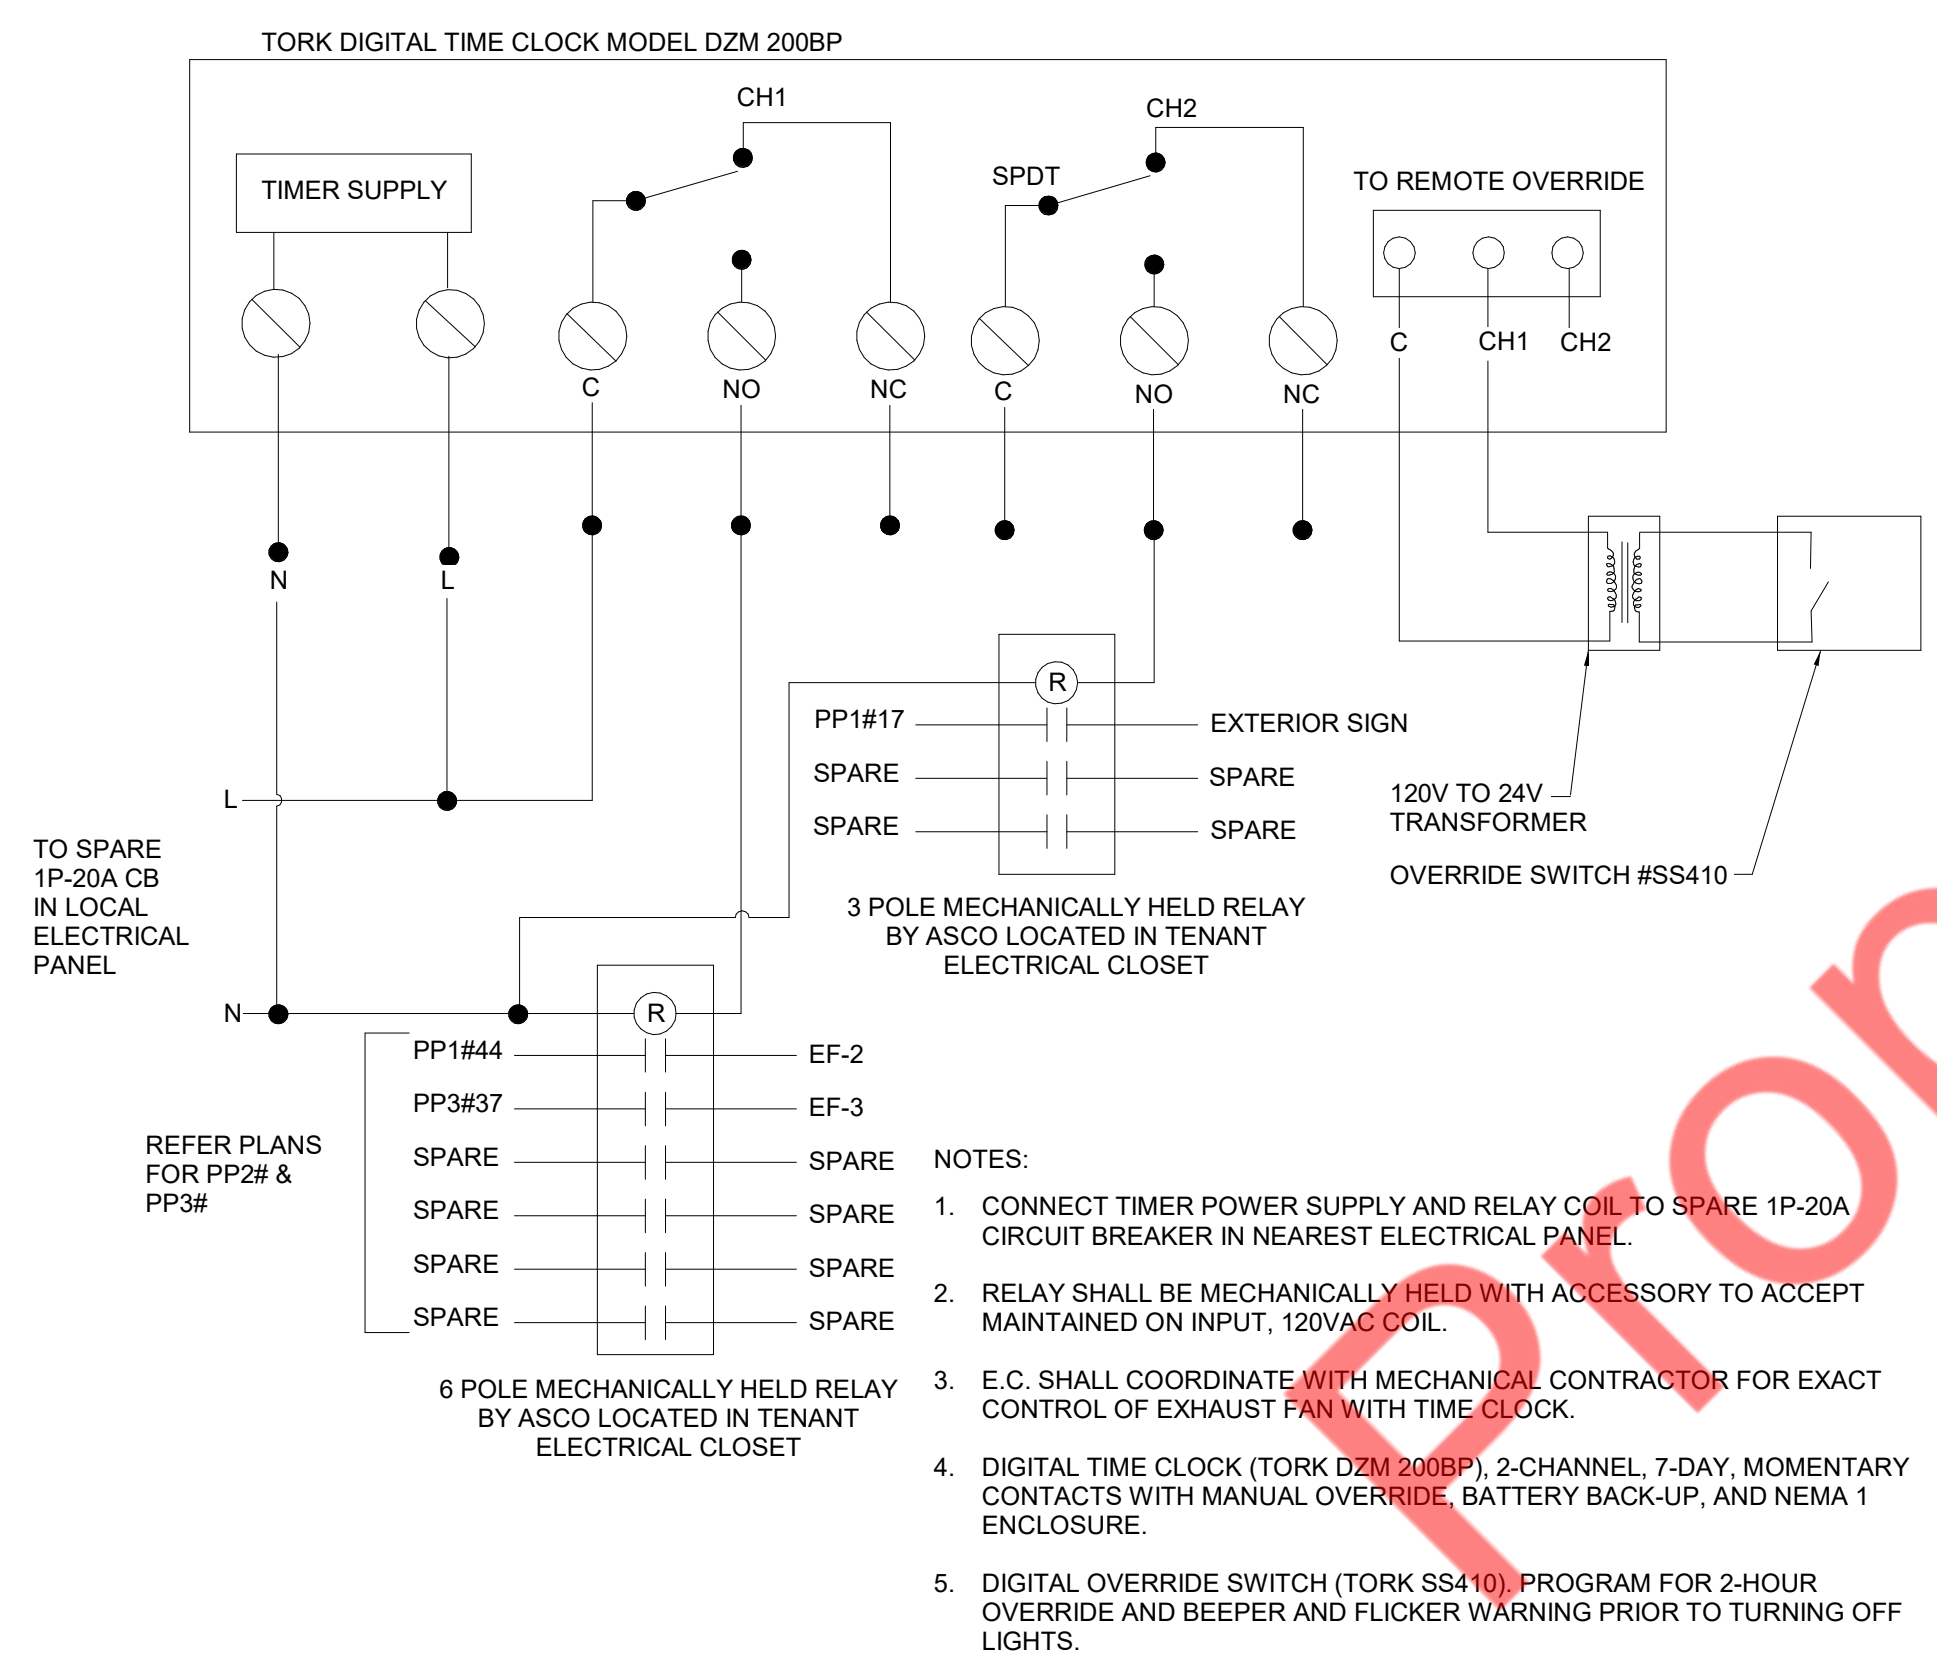 TORK DIGITAL TIME CLOCK MODEL DZM 200BP
CH1
CH2
TIMER SUPPLY
SPDT
TO REMOTE OVERRIDE
C
CH1
CH2
C
NO
NC
C
NO
NC
N
L
R
PP1#17
EXTERIOR SIGN
SPARE
SPARE
SPARE
SPARE
3 POLE MECHANICALLY HELD RELAY
BY ASCO LOCATED IN TENANT
ELECTRICAL CLOSET
120V TO 24V
TRANSFORMER
OVERRIDE SWITCH #SS410
L
TO SPARE
1P-20A CB
IN LOCAL
ELECTRICAL
PANEL
N
R
PP1#44
EF-2
PP3#37
EF-3
SPARE
SPARE
SPARE
SPARE
SPARE
SPARE
SPARE
SPARE
REFER PLANS
FOR PP2# &
PP3#
6 POLE MECHANICALLY HELD RELAY
BY ASCO LOCATED IN TENANT
ELECTRICAL CLOSET
NOTES:
1. CONNECT TIMER POWER SUPPLY AND RELAY COIL TO SPARE 1P-20A
CIRCUIT BREAKER IN NEAREST ELECTRICAL PANEL.
2. RELAY SHALL BE MECHANICALLY HELD WITH ACCESSORY TO ACCEPT
MAINTAINED ON INPUT, 120VAC COIL.
3. E.C. SHALL COORDINATE WITH MECHANICAL CONTRACTOR FOR EXACT
CONTROL OF EXHAUST FAN WITH TIME CLOCK.
4. DIGITAL TIME CLOCK (TORK DZM 200BP), 2-CHANNEL, 7-DAY, MOMENTARY
CONTACTS WITH MANUAL OVERRIDE, BATTERY BACK-UP, AND NEMA 1
ENCLOSURE.
5. DIGITAL OVERRIDE SWITCH (TORK SS410). PROGRAM FOR 2-HOUR
OVERRIDE AND BEEPER AND FLICKER WARNING PRIOR TO TURNING OFF
LIGHTS.